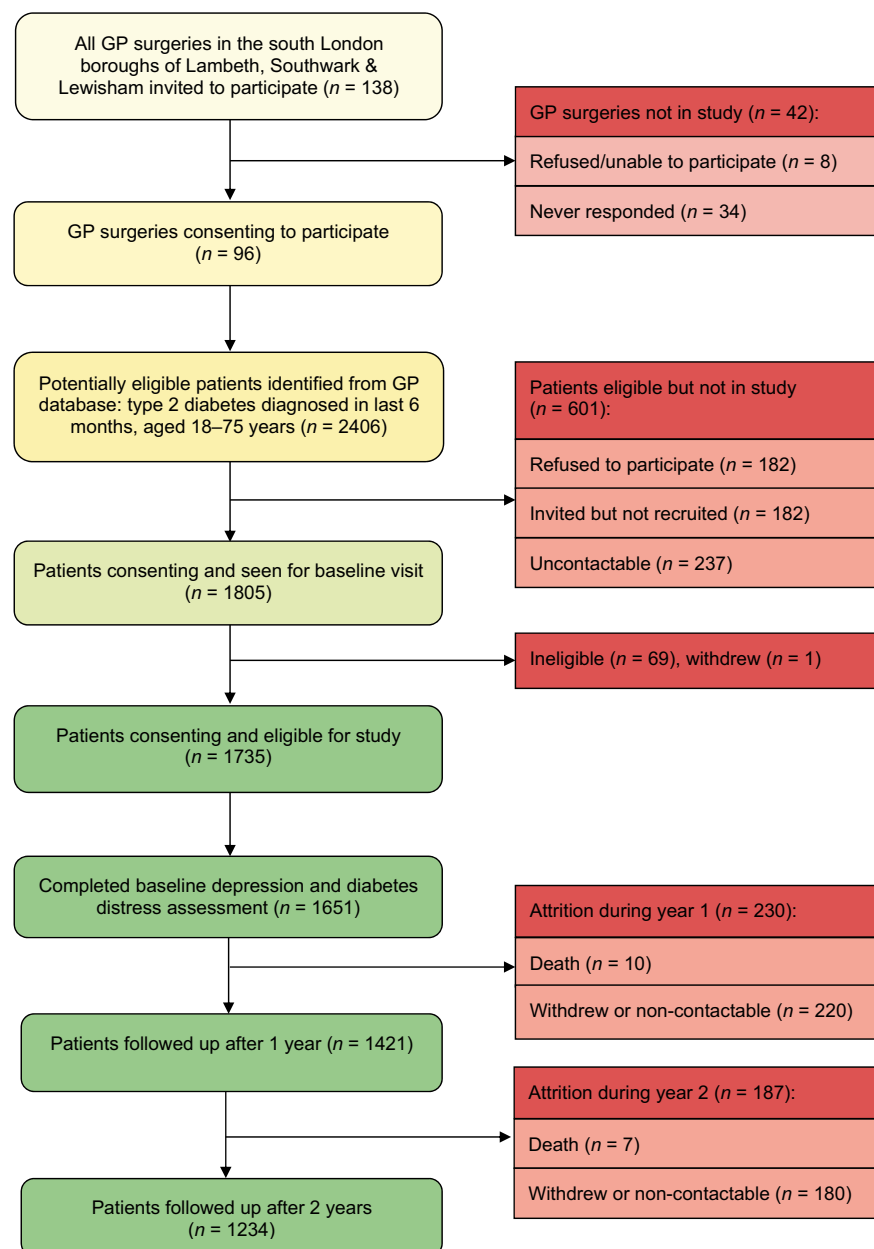 All GP surgeries in the south London
boroughs of Lambeth, Southwark &
Lewisham invited to participate (n = 138)
GP surgeries not in study (n = 42):
Refused/unable to participate (n = 8)
Never responded (n = 34)
GP surgeries consenting to participate
(n = 96)
Potentially eligible patients identified from GP
database: type 2 diabetes diagnosed in last 6
months, aged 18–75 years (n = 2406)
Patients eligible but not in study
(n = 601):
Refused to participate (n = 182)
Invited but not recruited (n = 182)
Uncontactable (n = 237)
Patients consenting and seen for baseline visit
(n = 1805)
Ineligible (n = 69), withdrew (n = 1)
Patients consenting and eligible for study
(n = 1735)
Completed baseline depression and diabetes
distress assessment (n = 1651)
Attrition during year 1 (n = 230):
Death (n = 10)
Withdrew or non-contactable (n = 220)
Patients followed up after 1 year (n = 1421)
Attrition during year 2 (n = 187):
Death (n = 7)
Withdrew or non-contactable (n = 180)
Patients followed up after 2 years
(n = 1234)